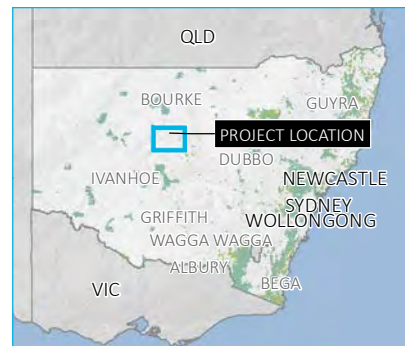 QLD
BOURKE
GUYRA
PROJECT LOCATION
DUBBO
IVANHOE
NEWCASTLE
SYDNEY
GRIFFITH
WOLLONGONG
WAGGA WAGGA
ALBURY
VIC
BEGA